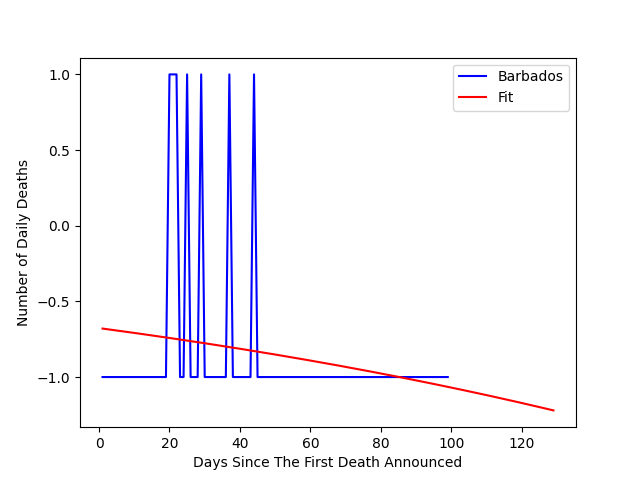 Barbados
Fit
1.0
0.5
0.0
−0.5
−1.0
Number of Daily Deaths
0 20 40 60 80 100 120
Days Since The First Death Announced